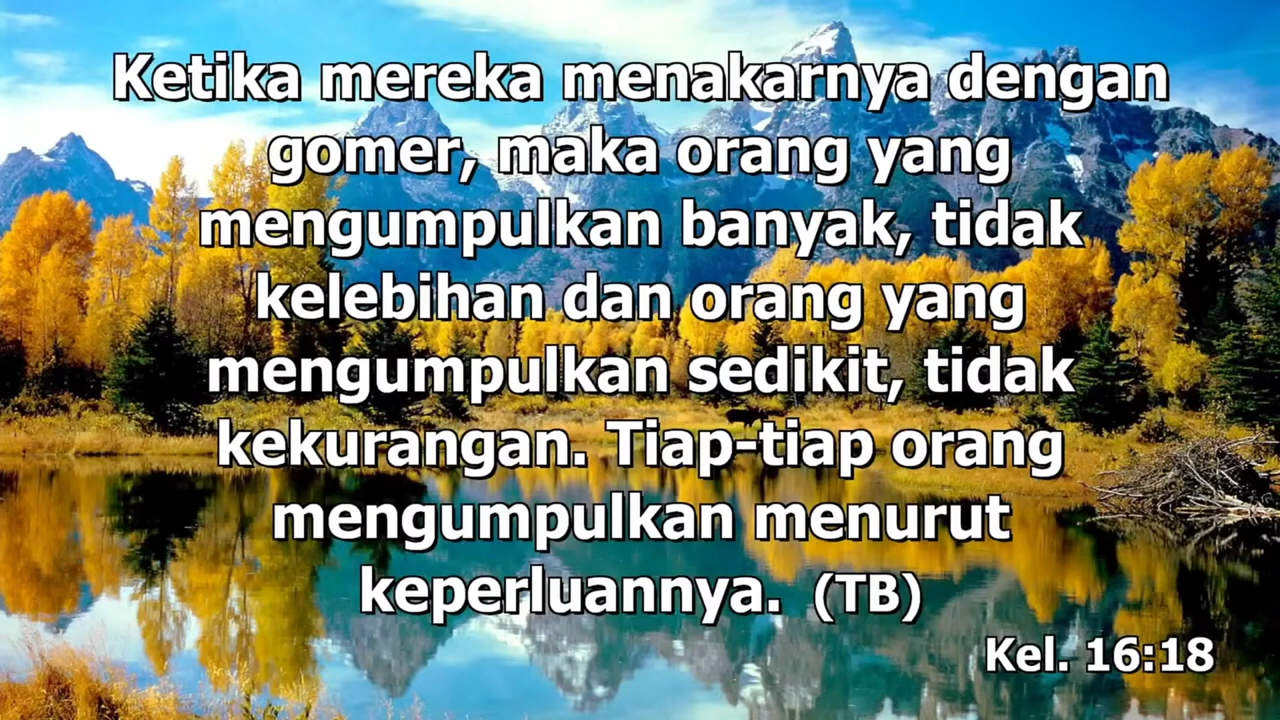 Ketika mereka menakarnya dengan
gomer, maka orang yang
mengumpulkan banyak, tidak
kelebihan dan orang yang
mengumpulkan sedikit, tidak
kekurangan. Tiap-tiap orang
mengumpulkan menurut
keperluannya. (TB)
Kel. 16:18